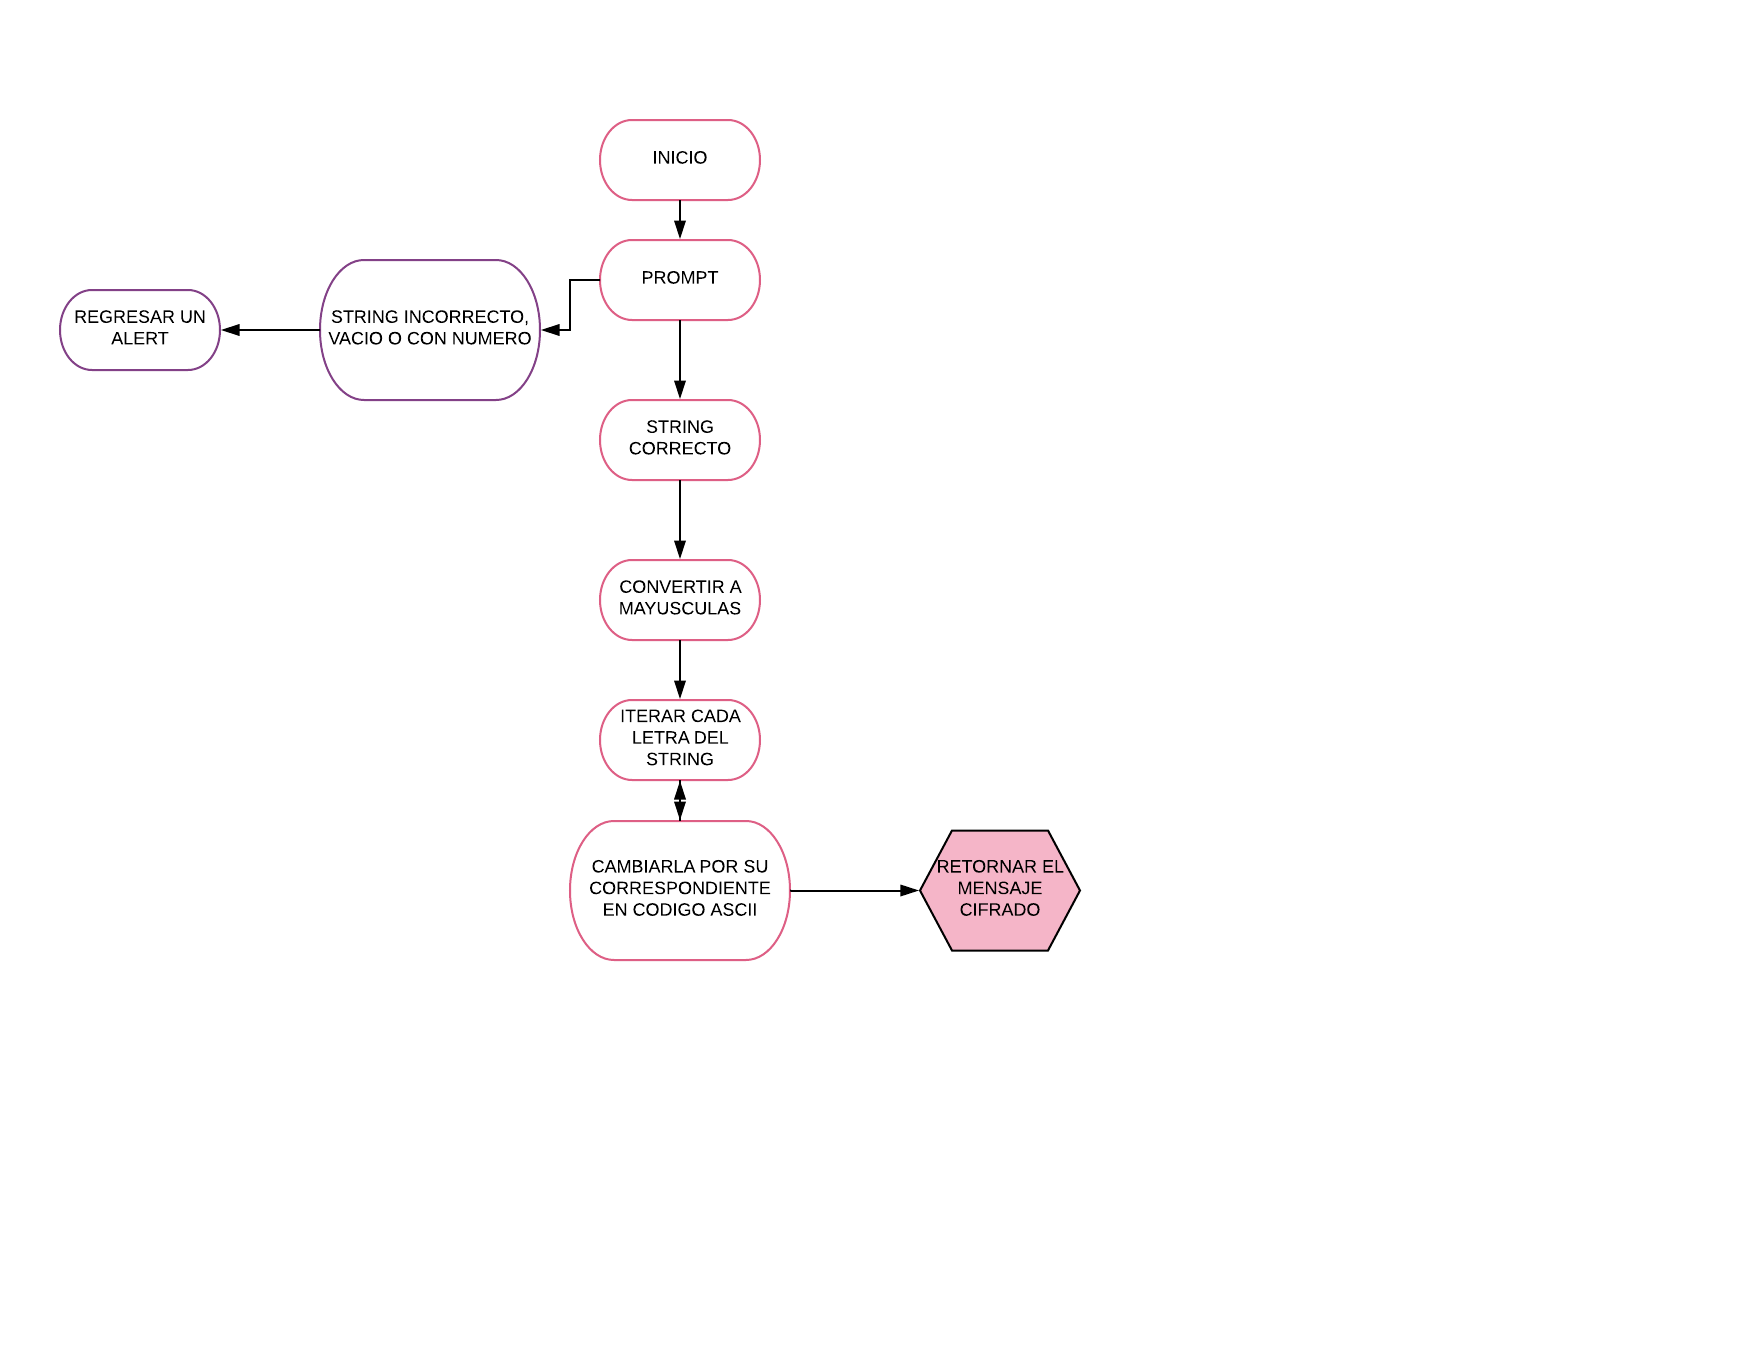 INICIO
PROMPT
REGRESAR UN
ALERT
STRING INCORRECTO,
VACIO O CON NUMERO
STRING
CORRECTO
CONVERTIR A
MAYUSCULAS
ITERAR CADA
LETRA DEL
STRING
CAMBIARLA POR SU
CORRESPONDIENTE
EN CODIGO ASCII
RETORNAR EL
MENSAJE
CIFRADO